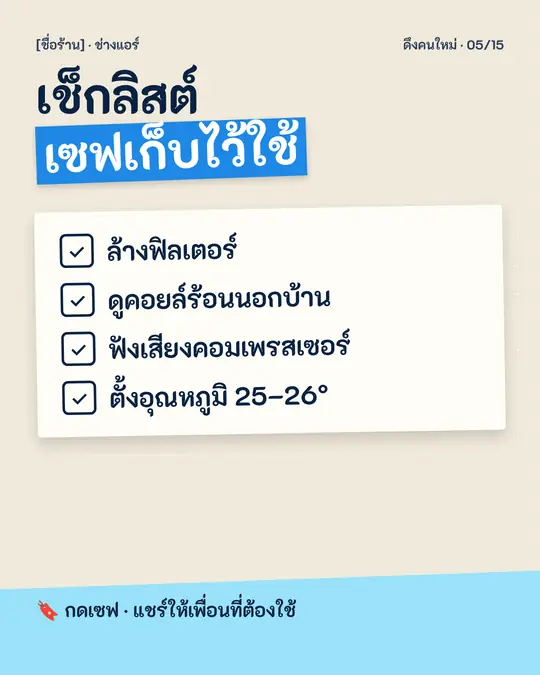 [ชื่อร้าน] · ช่างแอร์
ดึงคนใหม่ · 05/15
เช็กลิสต์
เซฟเก็บไว้ใช้
ล้างฟิลเตอร์
ดูคอยล์ร้อนนอกบ้าน
ฟังเสียงคอมเพรสเซอร์
ตั้งอุณหภูมิ 25–26°
กดเซฟ · แชร์ให้เพื่อนที่ต้องใช้